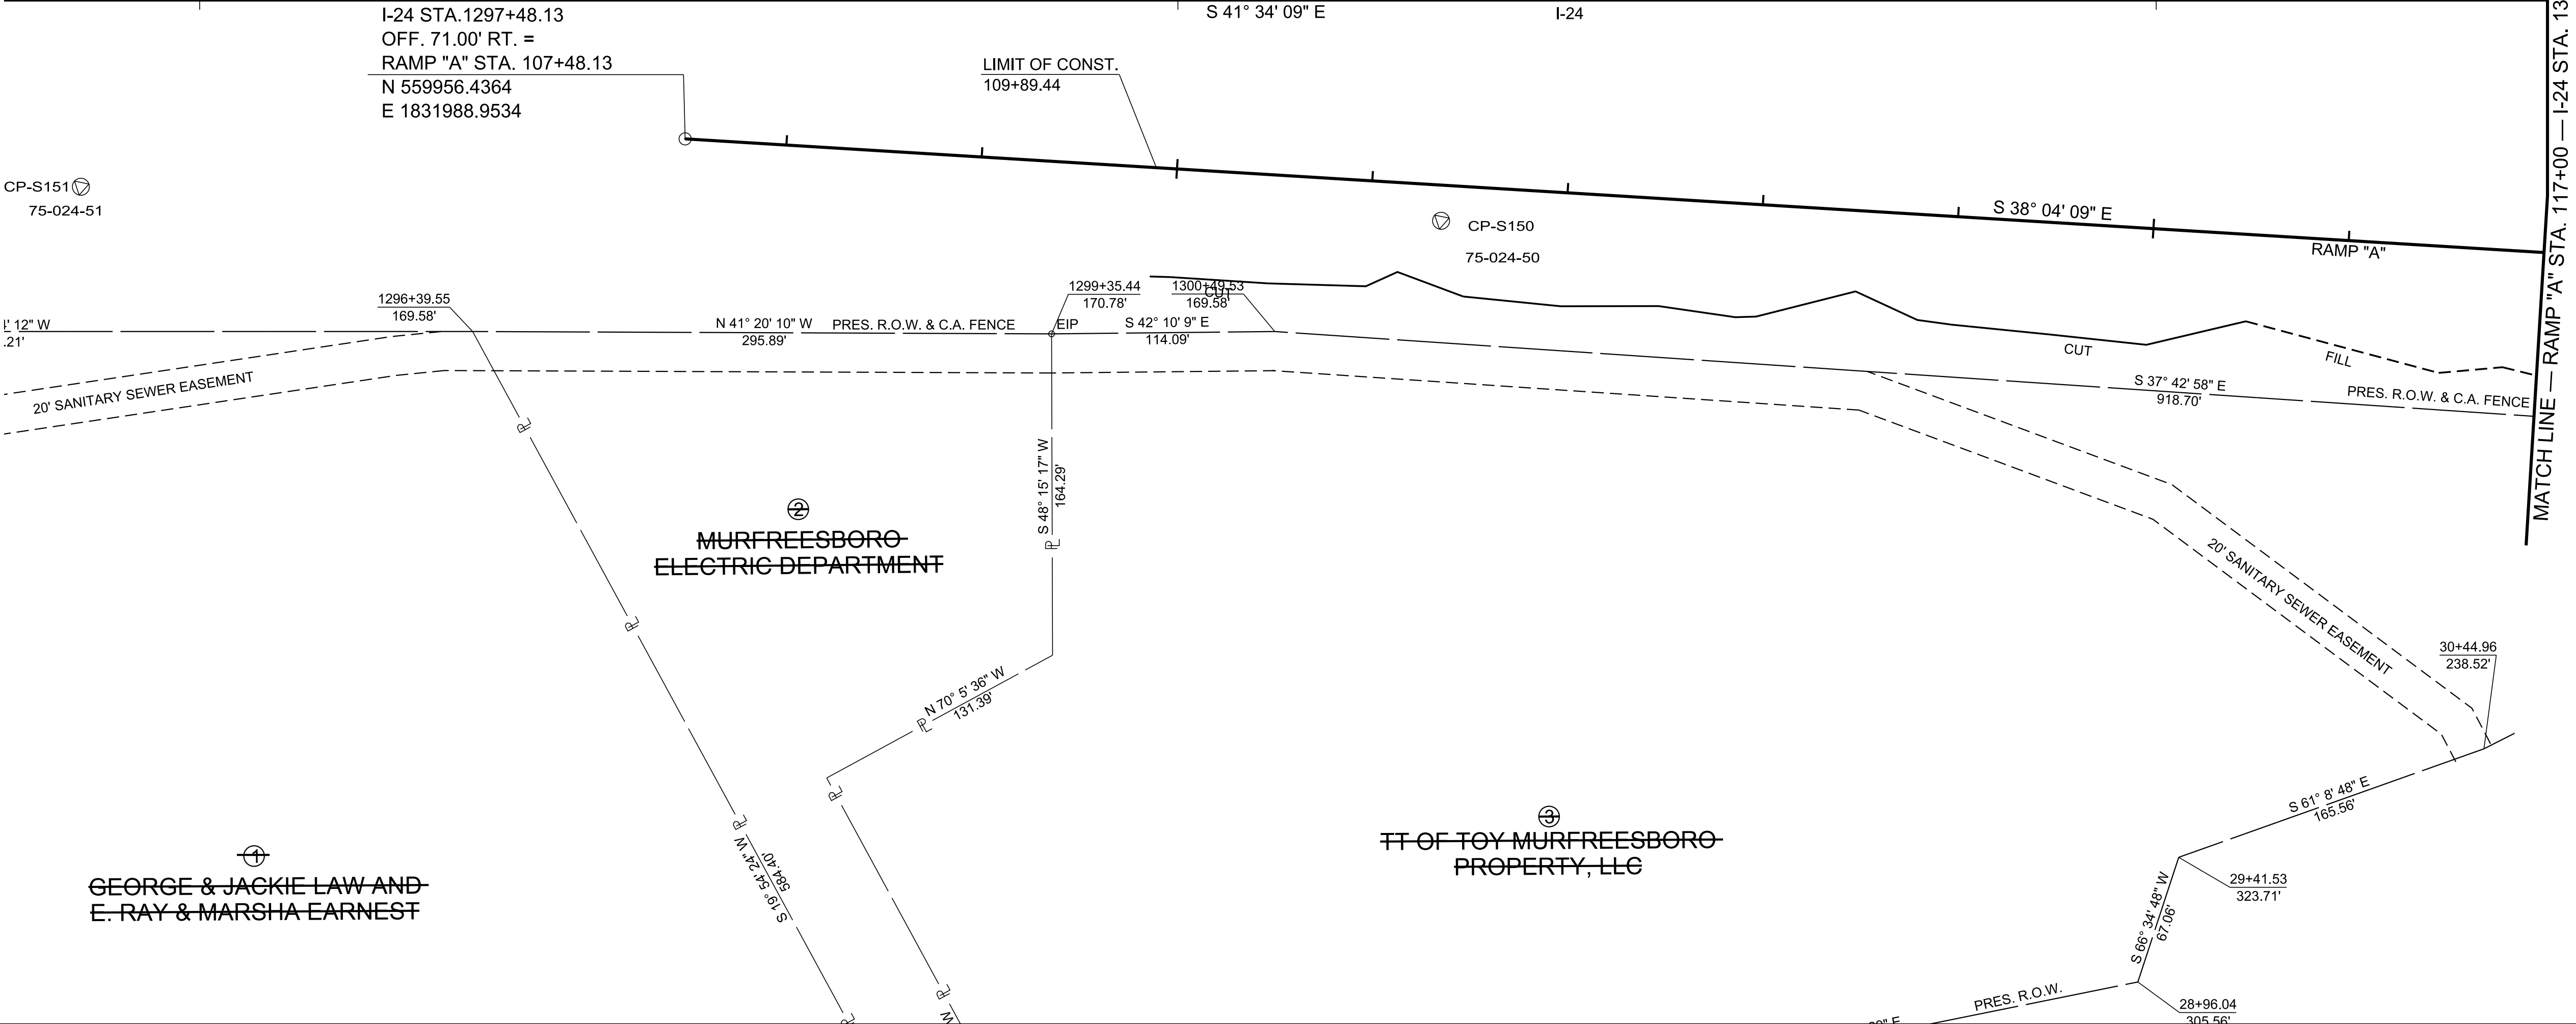 I-24 STA.1297+48.13
OFF. 71.00' RT. =
RAMP "A" STA. 107+48.13
N 559956.4364
E 1831988.9534
S 41° 34' 09" E
I-24
LIMIT OF CONST.
109+89.44
CP-S151
75-024-51
CP-S150
75-024-50
S 38° 04' 09" E
RAMP "A"
MATCH LINE — RAMP "A" STA. 117+00 — I-24 STA. 13
1296+39.55
169.58'
1299+35.44
170.78'
1300+49.53
169.58'
CUT
4' 12" W
.21'
N 41° 20' 10" W
295.89'
PRES. R.O.W. & C.A. FENCE
EIP
S 42° 10' 9" E
114.09'
CUT
FILL
S 37° 42' 58" E
918.70'
PRES. R.O.W. & C.A. FENCE
20' SANITARY SEWER EASEMENT
S 48° 15' 17" W
164.29'
2
MURFREESBORO
ELECTRIC DEPARTMENT
20' SANITARY SEWER EASEMENT
30+44.96
238.52'
N 70° 5' 36" W
131.39'
S 61° 8' 48" E
165.56'
S 19° 54' 24" W
584.40'
1
GEORGE & JACKIE LAW AND
E. RAY & MARSHA EARNEST
3
TT OF TOY MURFREESBORO
PROPERTY, LLC
29+41.53
323.71'
S 66° 34' 48" W
67.06'
PRES. R.O.W.
28+96.04
305.56'
W
" E